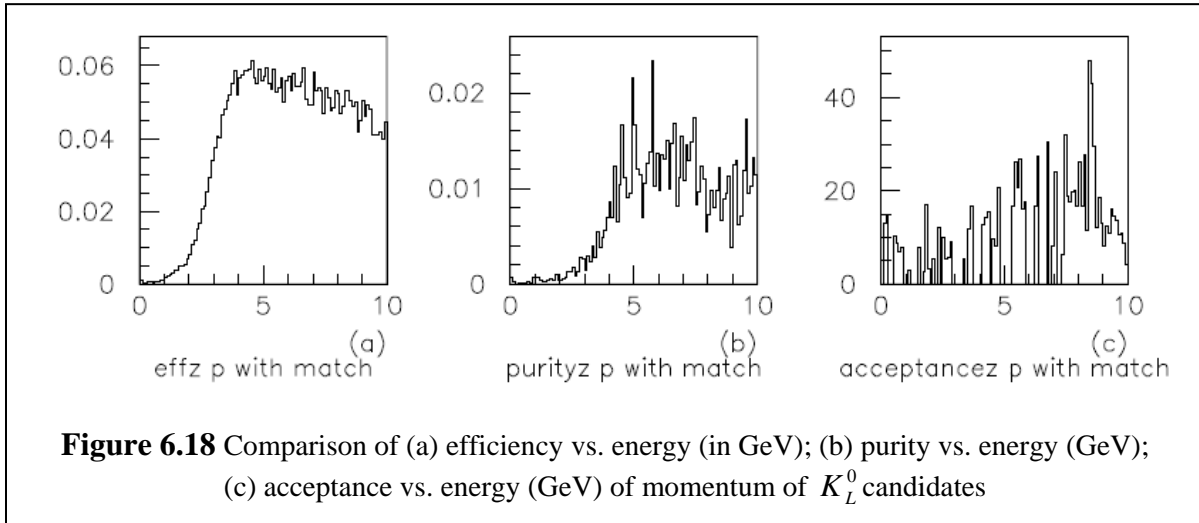 0.06
0.04
0.02
0
0
5
10
(a)
effz p with match
0.02
0.01
0
0
5
10
(b)
purityz p with match
40
20
0
0
5
10
(c)
acceptancez p with match
Figure 6.18 Comparison of (a) efficiency vs. energy (in GeV); (b) purity vs. energy (GeV);
(c) acceptance vs. energy (GeV) of momentum of K_L^0 candidates